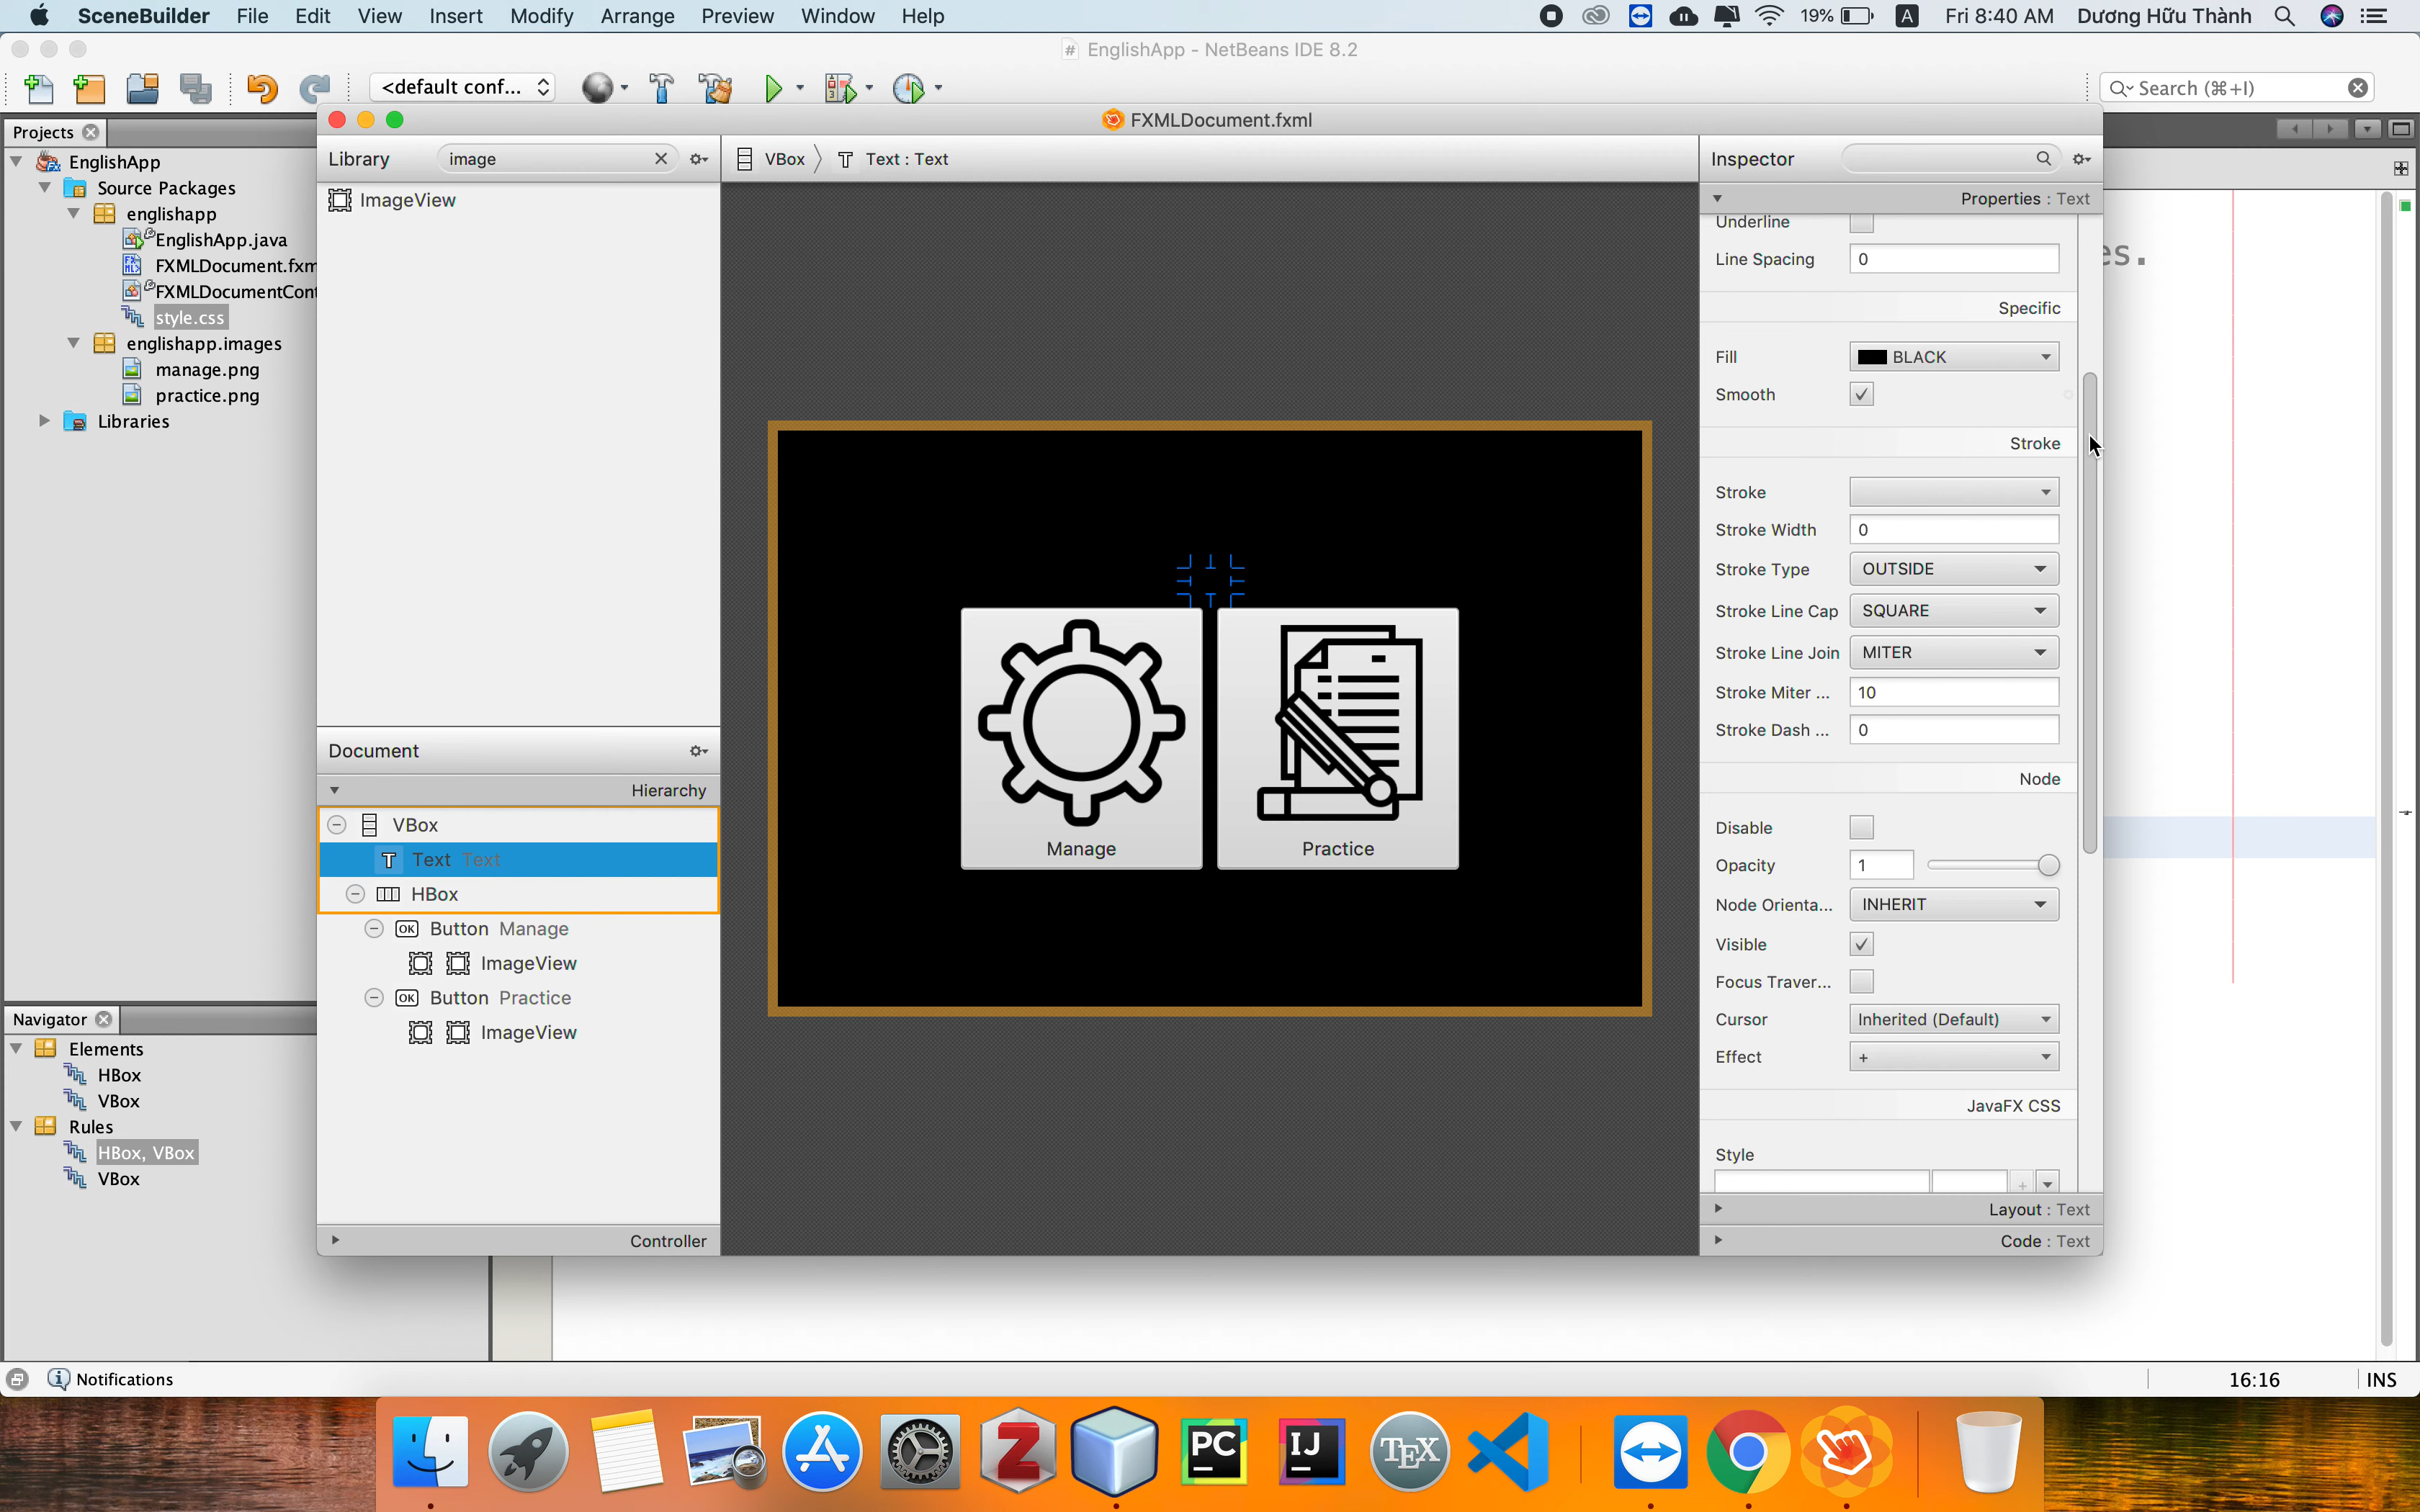 SceneBuilder File Edit View Insert Modify Arrange Preview Window Help 19% A Fri 8:40 AM Dương Hữu Thành
# EnglishApp - NetBeans IDE 8.2
<default conf... Search (⌘+I)
FXMLDocument.fxml
Projects
EnglishApp
Source Packages
englishapp
EnglishApp.java
FXMLDocument.fxm
FXMLDocumentCont
style.css
englishapp.images
manage.png
practice.png
Libraries
Navigator
Elements
HBox
VBox
Rules
HBox, VBox
VBox
Library image
ImageView
Document
Hierarchy
VBox
Text Text
HBox
OK Button Manage
ImageView
OK Button Practice
ImageView
Controller
VBox Text : Text
Manage
Practice
Inspector
Properties : Text
Underline
Line Spacing 0
Specific
Fill BLACK
Smooth
Stroke
Stroke
Stroke Width 0
Stroke Type OUTSIDE
Stroke Line Cap SQUARE
Stroke Line Join MITER
Stroke Miter ... 10
Stroke Dash ... 0
Node
Disable
Opacity 1
Node Orienta... INHERIT
Visible
Focus Traver...
Cursor Inherited (Default)
Effect +
JavaFX CSS
Style
+
Layout : Text
Code : Text
es.
Notifications 16:16 INS
Z PC IJ TEX